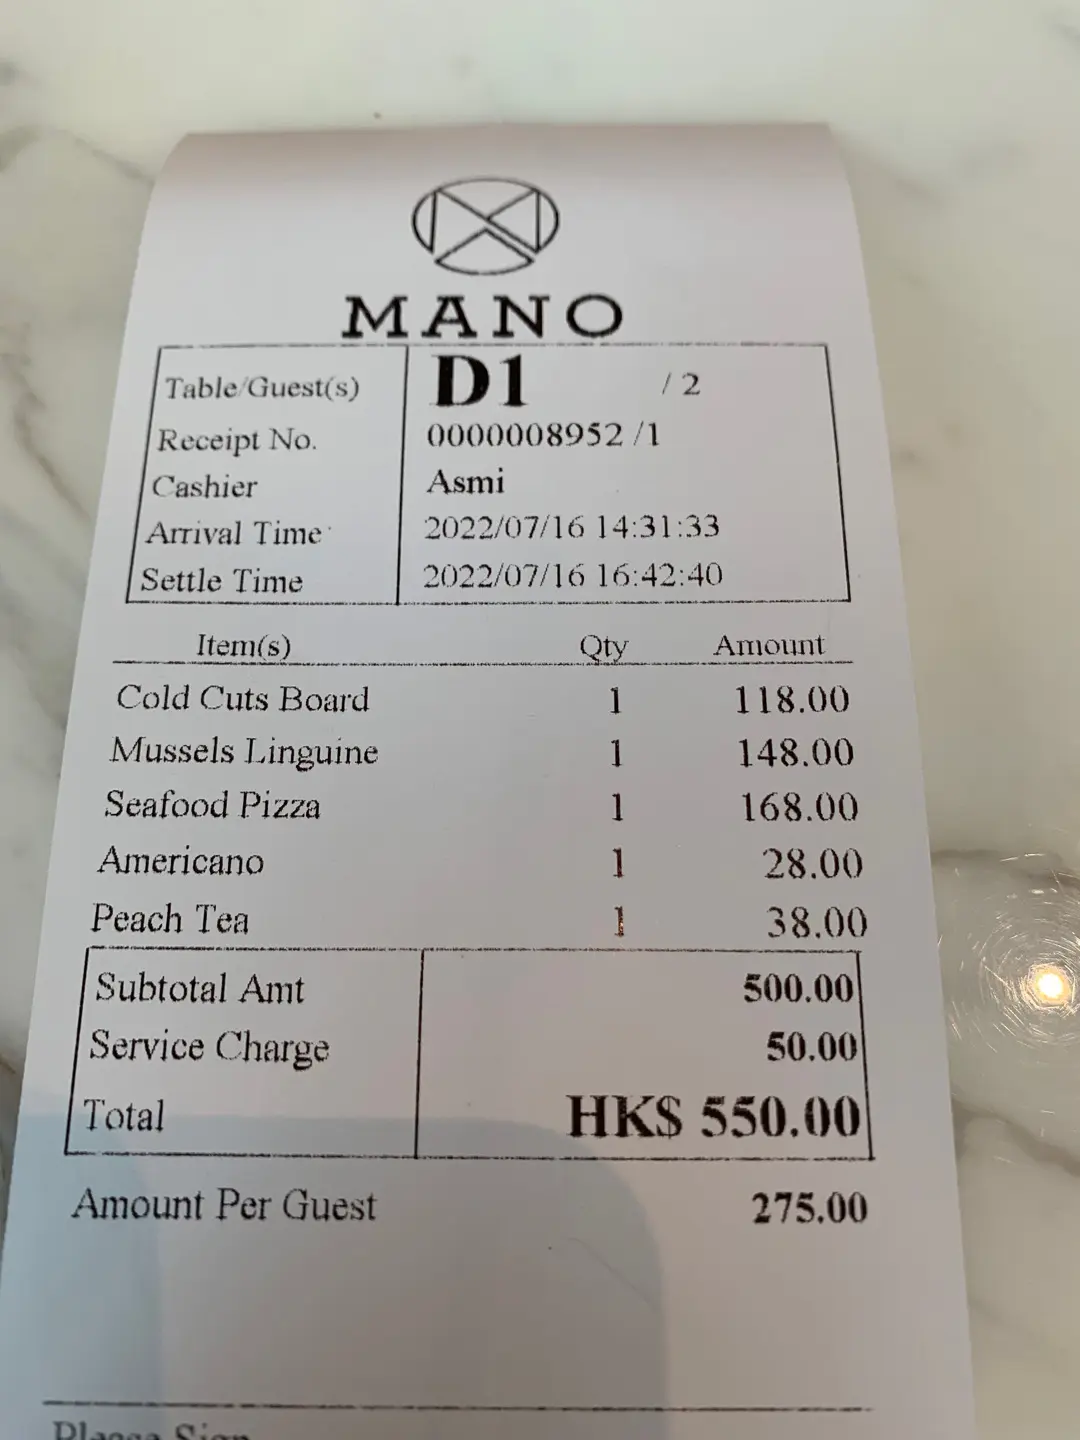 MANO
Table/Guest(s) D1 / 2
Receipt No. 0000008952 /1
Cashier Asmi
Arrival Time 2022/07/16 14:31:33
Settle Time 2022/07/16 16:42:40
Item(s) Qty Amount
Cold Cuts Board 1 118.00
Mussels Linguine 1 148.00
Seafood Pizza 1 168.00
Americano 1 28.00
Peach Tea 1 38.00
Subtotal Amt 500.00
Service Charge 50.00
Total HK$ 550.00
Amount Per Guest 275.00
Please Sign